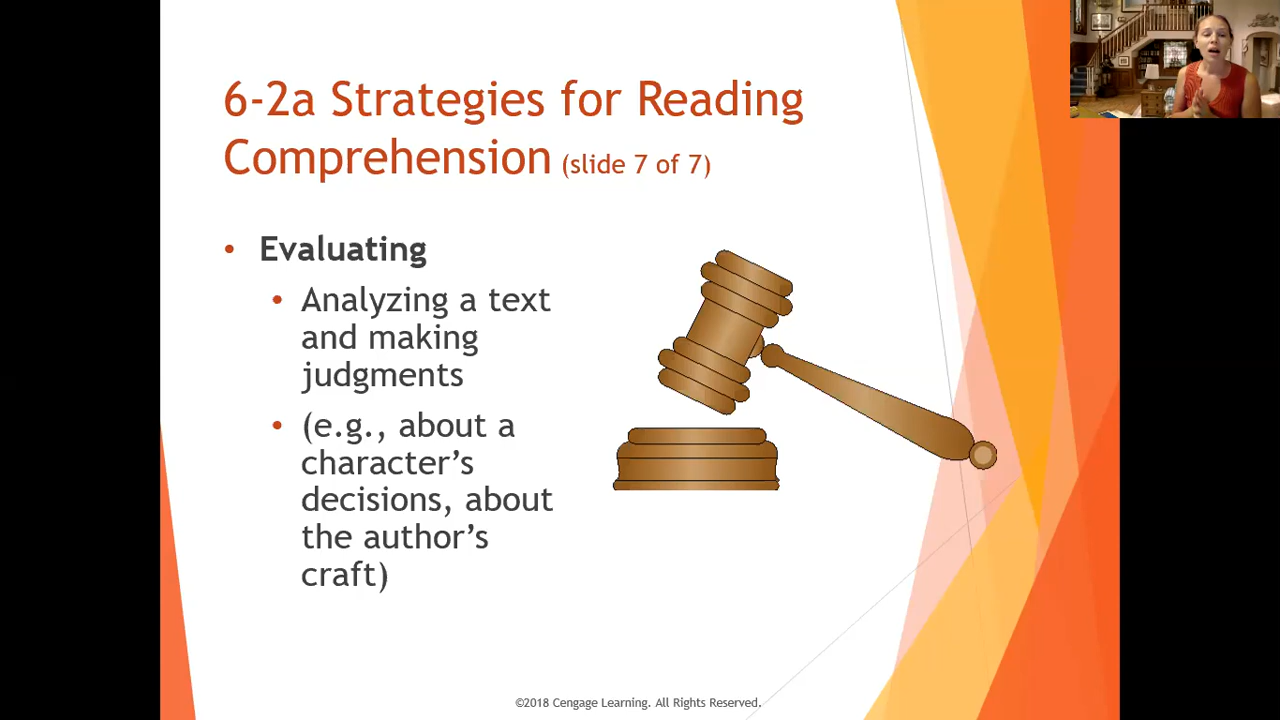 6-2a Strategies for Reading
Comprehension (slide 7 of 7)
• Evaluating
• Analyzing a text
and making
judgments
• (e.g., about a
character’s
decisions, about
the author’s
craft)
©2018 Cengage Learning. All Rights Reserved.